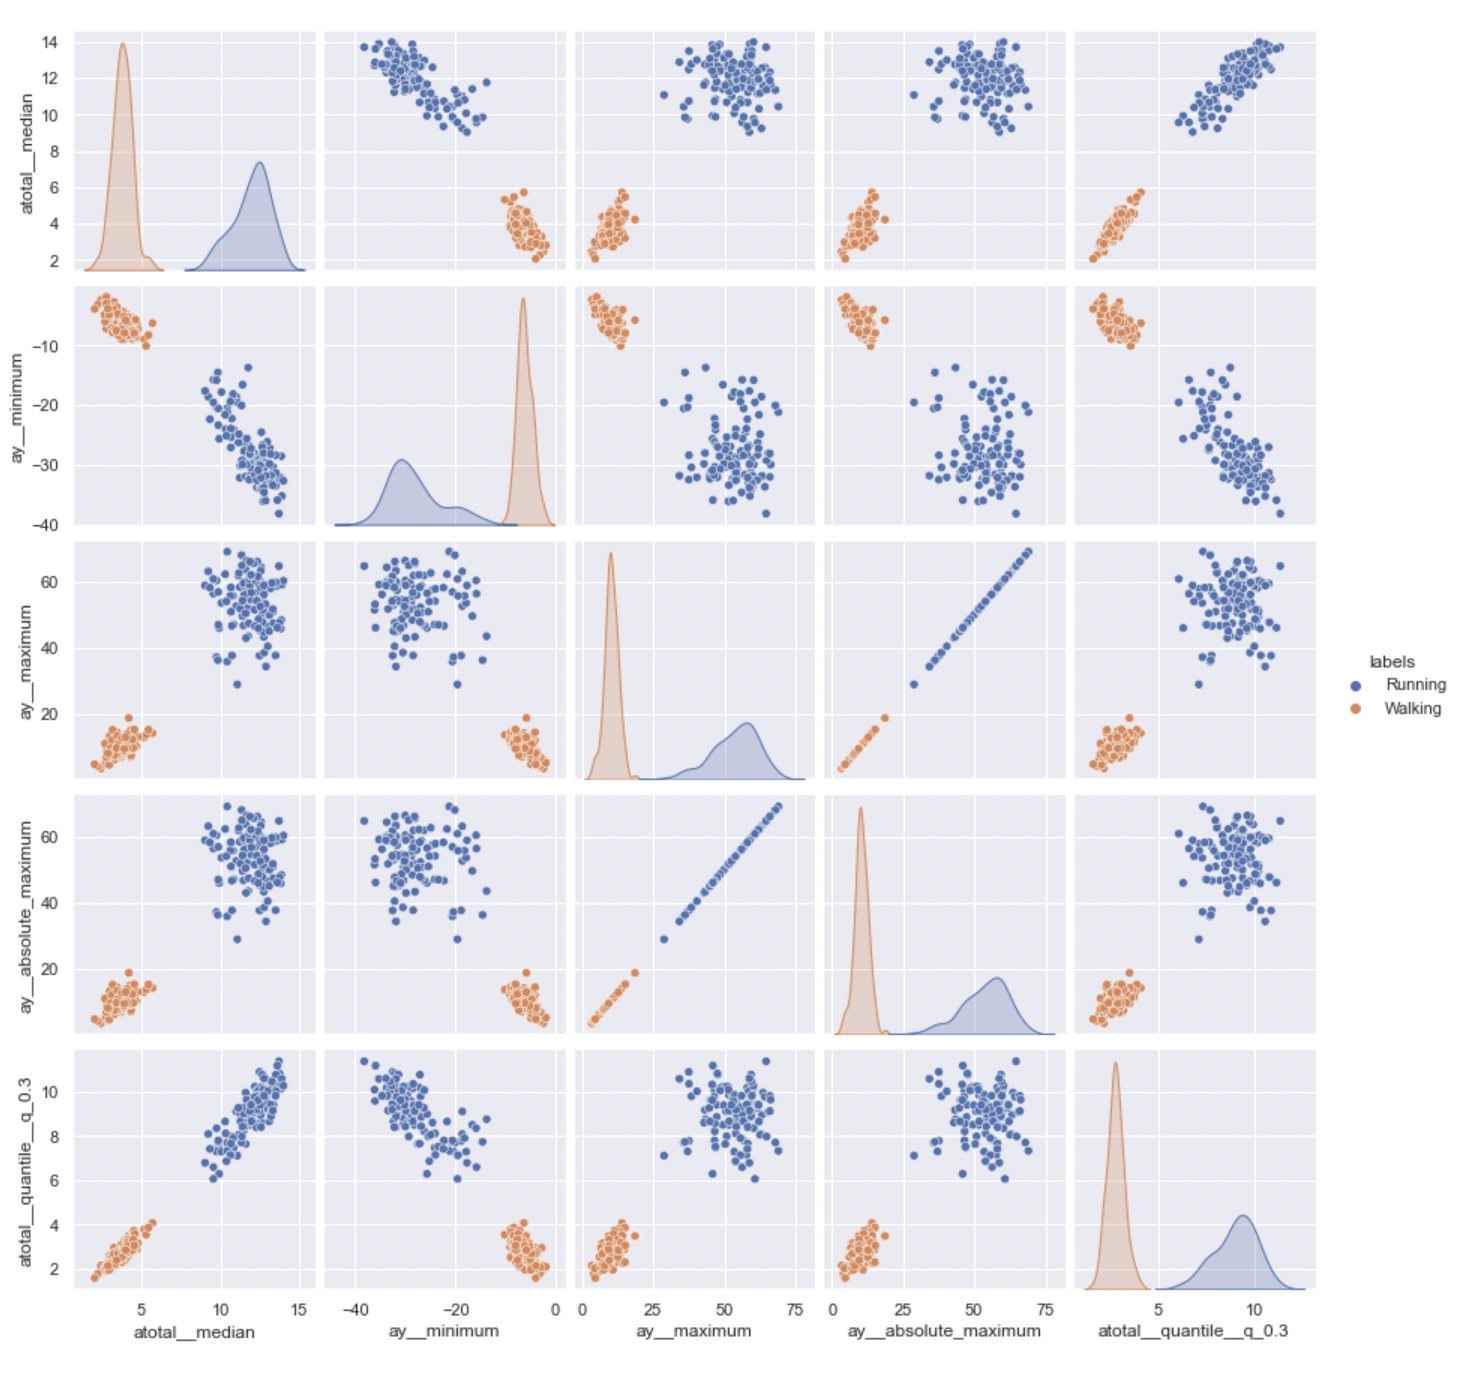 14
12
10
8
6
4
2
atotal__median
−10
−20
−30
−40
ay__minimum
60
40
20
ay__maximum
labels
Running
Walking
60
40
20
ay__absolute_maximum
10
8
6
4
2
atotal__quantile__q_0.3
5 10 15 −40 −20 0 0 25 50 75 0 25 50 75 5 10
atotal__median ay__minimum ay__maximum ay__absolute_maximum atotal__quantile__q_0.3